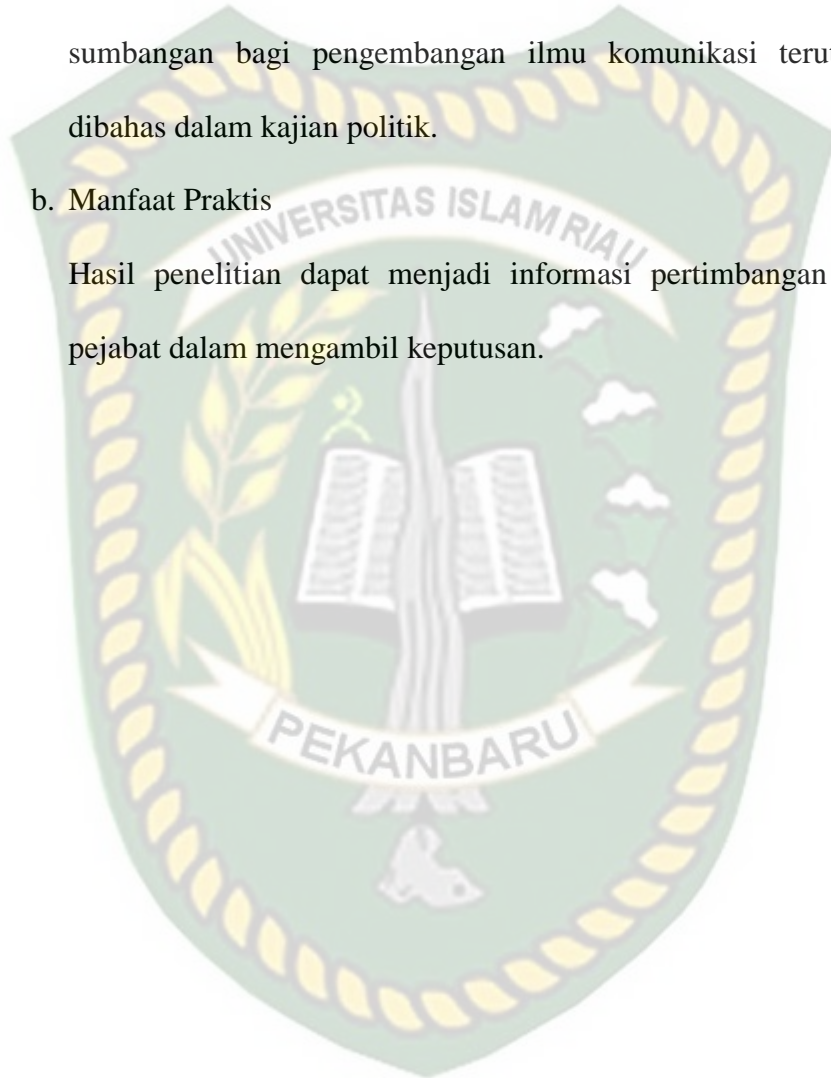 sumbangan bagi pengembangan ilmu komunikasi
dibahas dalam kajian politik.
b. Manfaat Praktis
UNIVERSITAS ISLAM RIAU
Hasil penelitian dapat menjadi informasi pertimbangan
pejabat dalam mengambil keputusan.
PEKANBARU